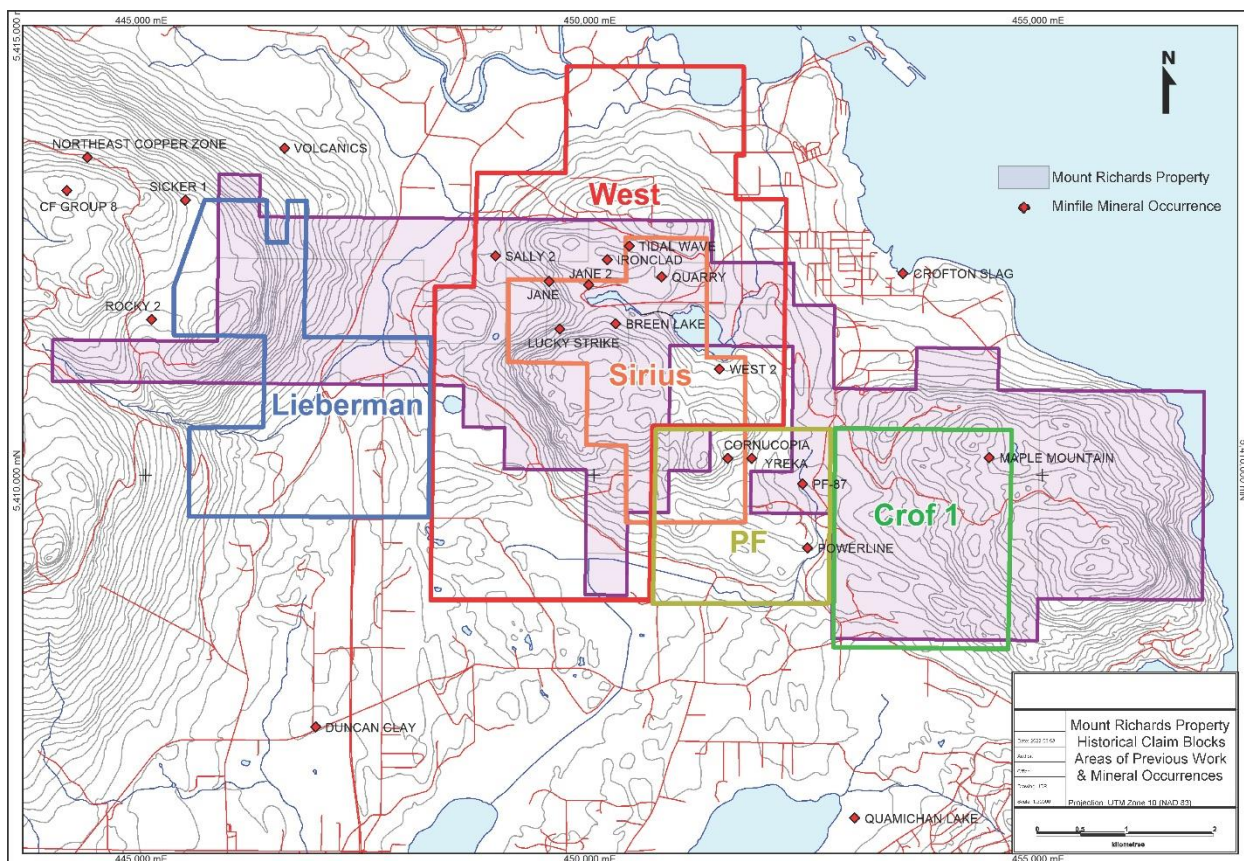 445,000 mE
450,000 mE
455,000 mE
5,415,000 mN
N
NORTHEAST COPPER ZONE
VOLCANICS
CF GROUP 8
SICKER 1
West
Mount Richards Property
Minfile Mineral Occurrence
TIDAL WAVE
SALLY 2
IRONCLAD
JANE 2
QUARRY
CROFTON SLAG
JANE
ROCKY 2
BREEN LAKE
LUCKY STRIKE
WEST 2
Sirius
Lieberman
CORNUCOPIA
YREKA
MAPLE MOUNTAIN
5,410,000 mN
5,410,000 mN
PF-87
Crof 1
PF
POWERLINE
DUNCAN CLAY
Mount Richards Property
Historical Claim Blocks
Areas of Previous Work
& Mineral Occurrences
Projection: UTM Zone 10 (NAD 83)
QUAMICHAN LAKE
0 0.5 1 2
kilometres
445,000 mE
450,000 mE
455,000 mE